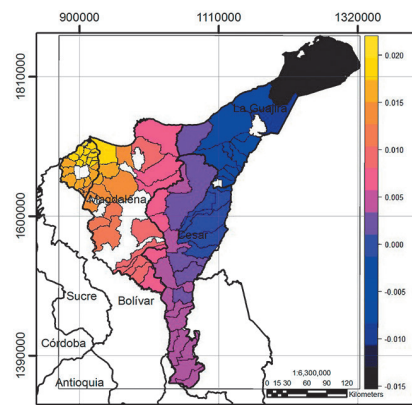 9000000 1110000 1320000
1810000
1600000
1390000
La Guajira
Magdalena
Cesar
Sucre
Bolívar
Córdoba
Antioquia
0.020
0.015
0.010
0.005
0.000
-0.005
-0.010
-0.015
1:6,300,000
0 15 30 60 90 120
Kilometers